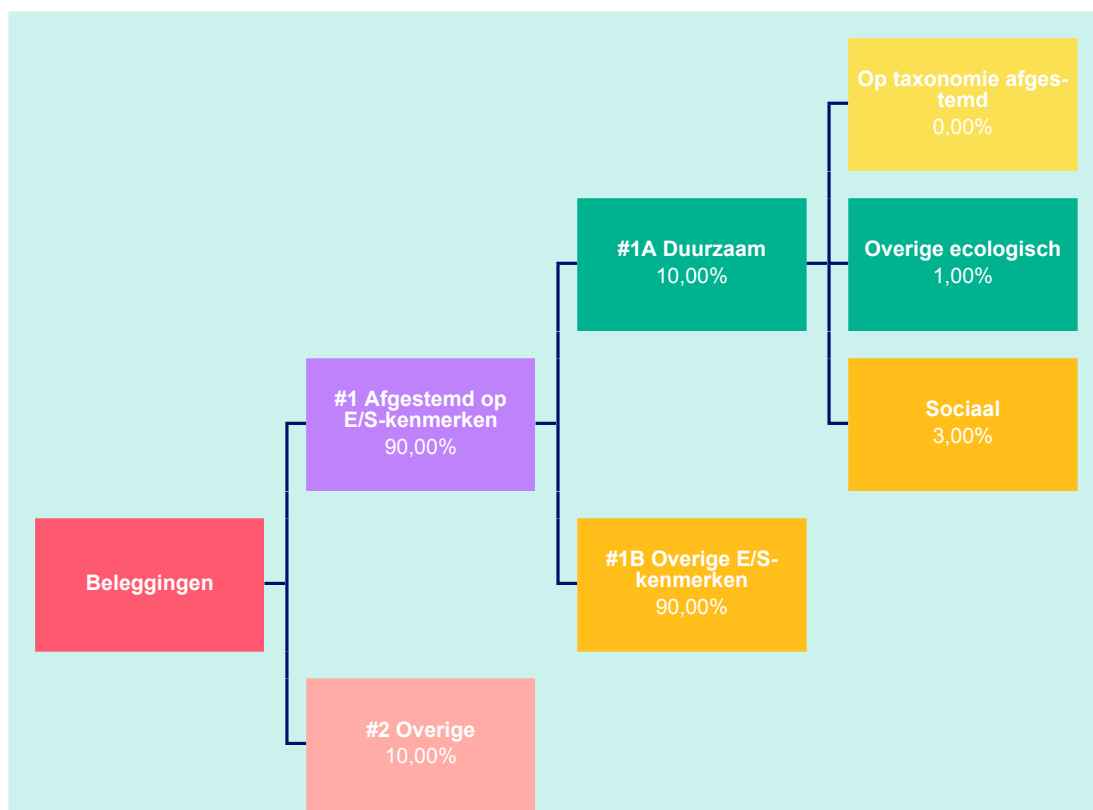 Op taxonomie afges-
temd
0,00%
#1A Duurzaam
10,00%
Overige ecologisch
1,00%
#1 Afgestemd op
E/S-kenmerken
90,00%
Sociaal
3,00%
Beleggingen
#1B Overige E/S-
kenmerken
90,00%
#2 Overige
10,00%